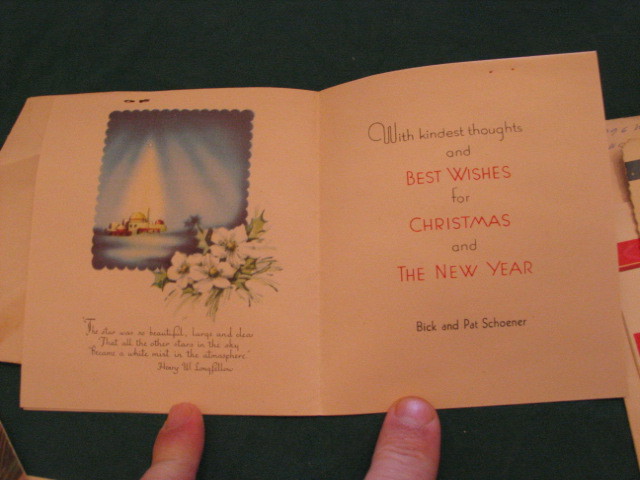 "The star was so beautiful, large and clear
That all the other stars in the sky
Became a white mist in the atmosphere."
Henry W. Longfellow
With kindest thoughts
and
BEST WISHES
for
CHRISTMAS
and
THE NEW YEAR
Bick and Pat Schoener